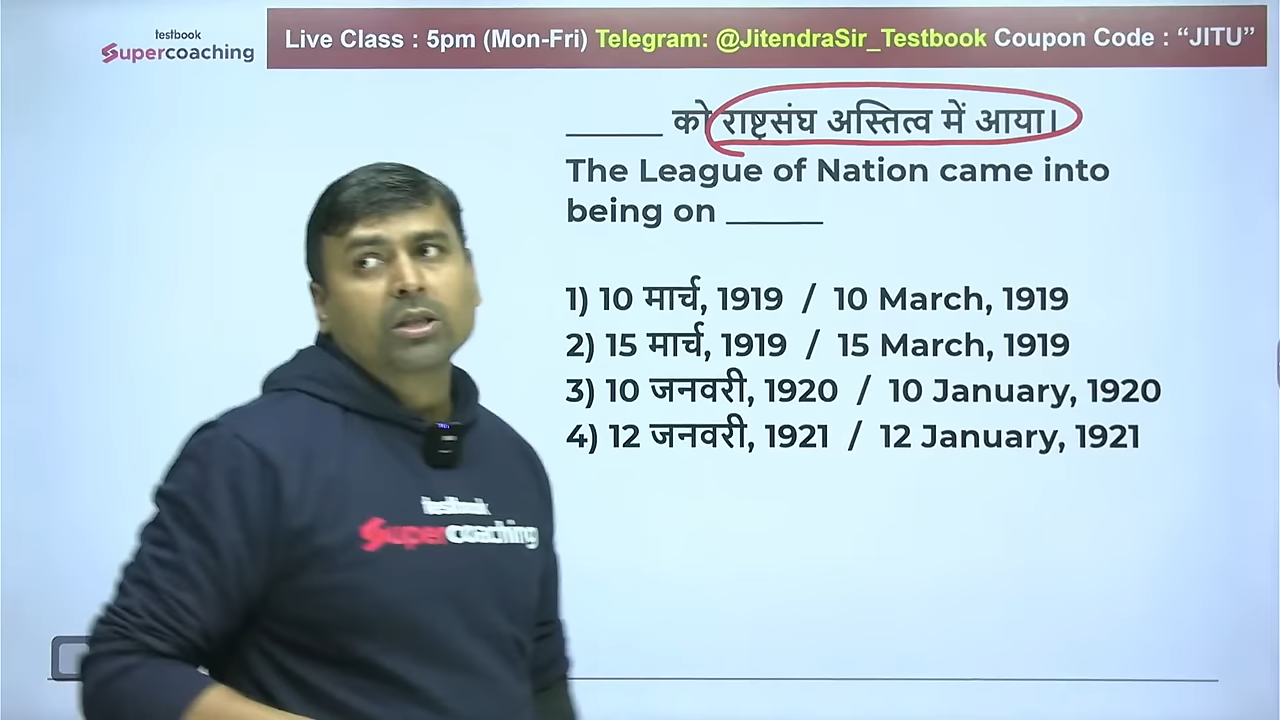 testbook
Supercoaching
Live Class : 5pm (Mon-Fri) Telegram: @JitendraSir_Testbook Coupon Code : “JITU”
______ को राष्ट्रसंघ अस्तित्व में आया।
The League of Nation came into
being on ______
1) 10 मार्च, 1919 / 10 March, 1919
2) 15 मार्च, 1919 / 15 March, 1919
3) 10 जनवरी, 1920 / 10 January, 1920
4) 12 जनवरी, 1921 / 12 January, 1921
testbook
Supercoaching